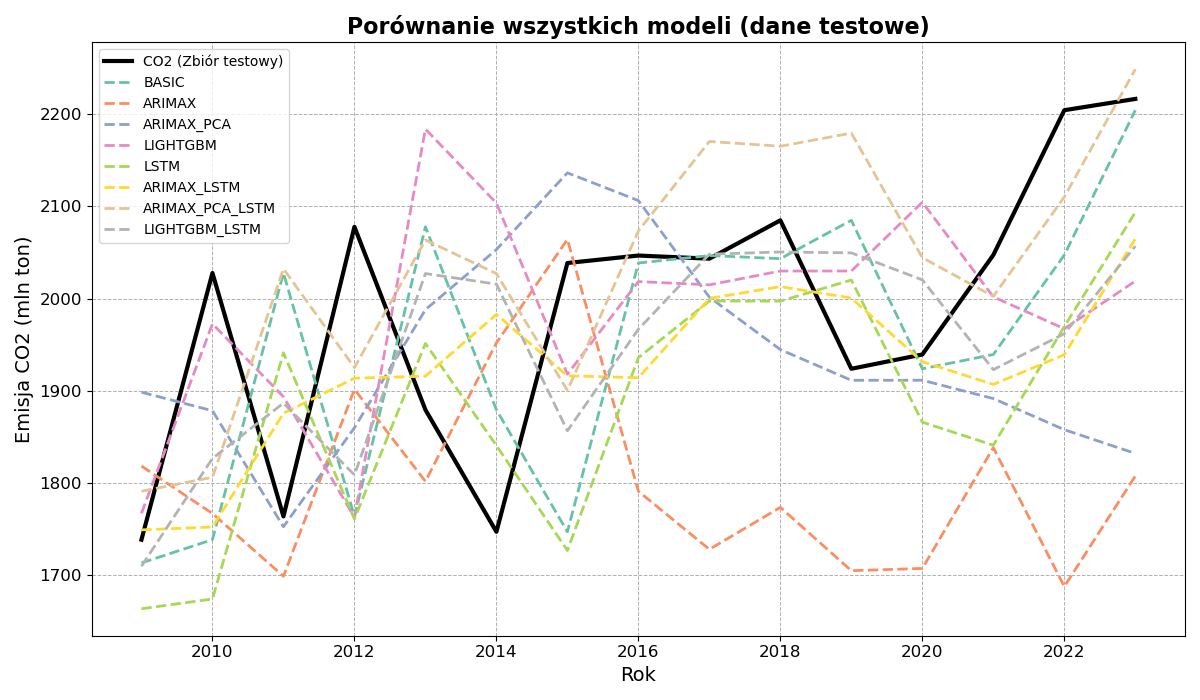 Porównanie wszystkich modeli (dane testowe)
CO2 (Zbiór testowy)
BASIC
ARIMAX
ARIMAX_PCA
LIGHTGBM
LSTM
ARIMAX_LSTM
ARIMAX_PCA_LSTM
LIGHTGBM_LSTM
Emisja CO2 (mln ton)
2200
2100
2000
1900
1800
1700
2010 2012 2014 2016 2018 2020 2022
Rok